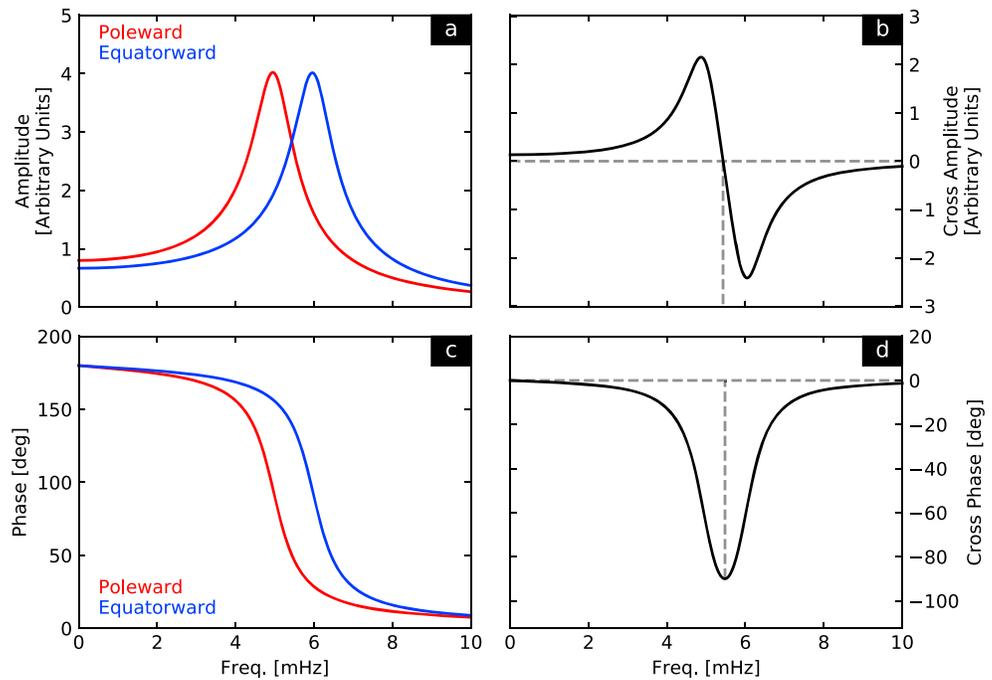 a
Poleward
Equatorward
5
4
3
2
1
0
Amplitude
[Arbitrary Units]
b
3
2
1
0
−1
−2
−3
Cross Amplitude
[Arbitrary Units]
c
200
150
100
50
0
Phase [deg]
Poleward
Equatorward
0 2 4 6 8 10
Freq. [mHz]
d
20
0
−20
−40
−60
−80
−100
Cross Phase [deg]
0 2 4 6 8 10
Freq. [mHz]